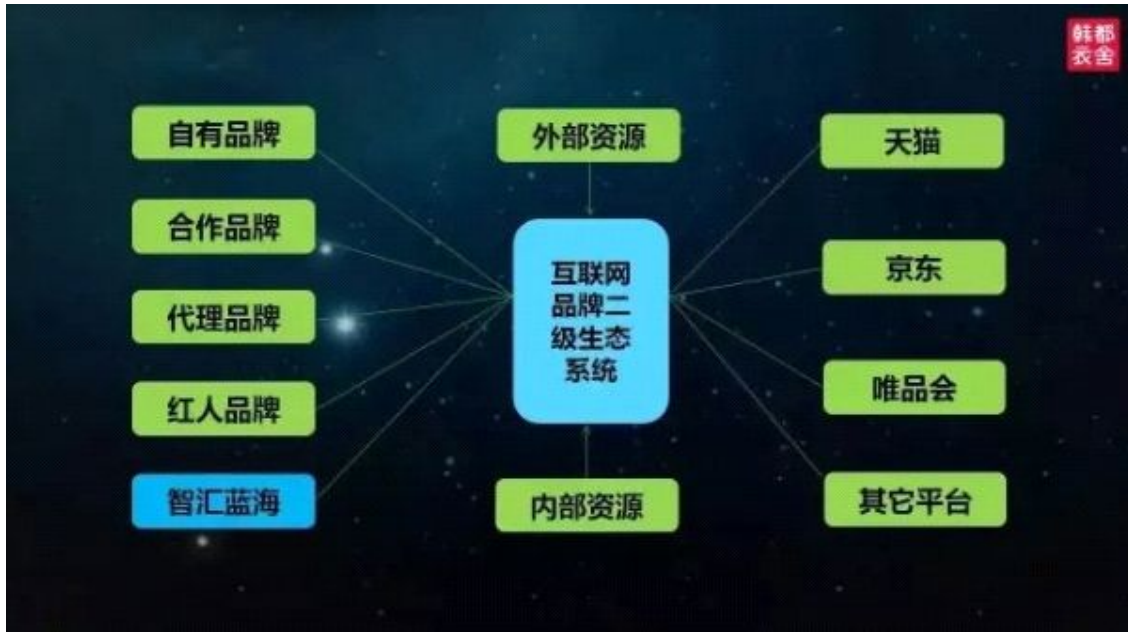 韩都
衣舍
自有品牌
合作品牌
代理品牌
红人品牌
智汇蓝海
外部资源
互联网
品牌二
级生态
系统
内部资源
天猫
京东
唯品会
其它平台